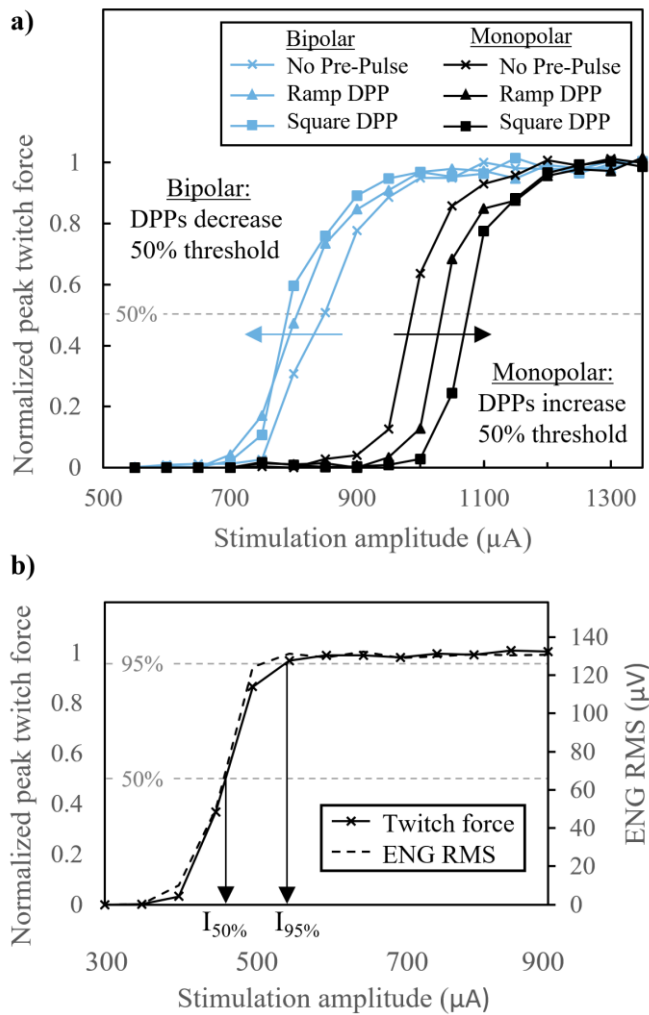 a)
Bipolar
No Pre-Pulse
Ramp DPP
Square DPP
Monopolar
No Pre-Pulse
Ramp DPP
Square DPP
Normalized peak twitch force
1
0.8
0.6
0.4
0.2
0
Bipolar:
DPPs decrease
50% threshold
50%
Monopolar:
DPPs increase
50% threshold
500
700
900
1100
1300
Stimulation amplitude (µA)
b)
Normalized peak twitch force
1
0.8
0.6
0.4
0.2
0
95%
50%
Twitch force
ENG RMS
140
120
100
80
60
40
20
0
ENG RMS (µV)
I50%
I95%
300
500
700
900
Stimulation amplitude (µA)